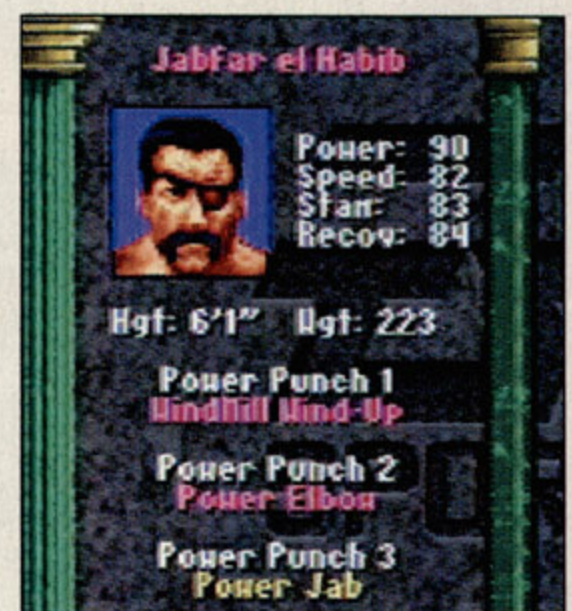 Jabfar el Habib
Power: 90
Speed: 82
Stam: 83
Recov: 84
Hgt: 6'1" Wgt: 223
Power Punch 1
Windmill Wind-Up
Power Punch 2
Power Elbow
Power Punch 3
Power Jab